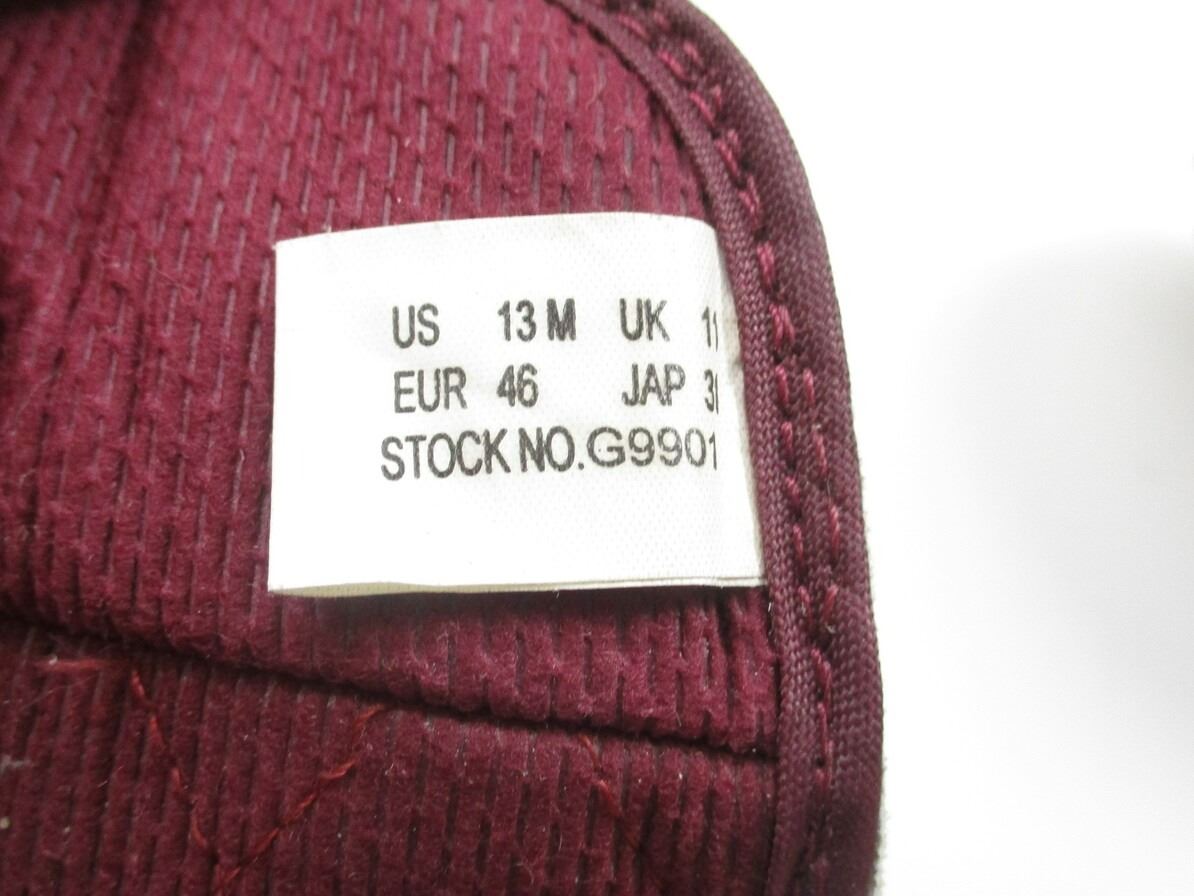 US 13 M UK
EUR 46 JAP
STOCK NO.G9901